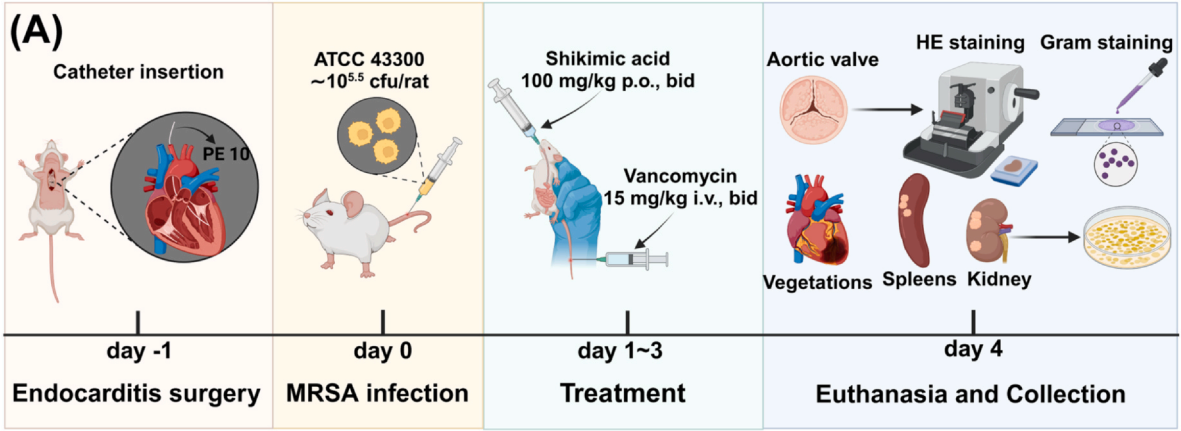 (A)
Catheter insertion
PE 10
day -1
Endocarditis surgery
ATCC 43300
~10^5.5 cfu/rat
day 0
MRSA infection
Shikimic acid
100 mg/kg p.o., bid
Vancomycin
15 mg/kg i.v., bid
day 1~3
Treatment
Aortic valve
HE staining
Gram staining
Vegetations
Spleens
Kidney
day 4
Euthanasia and Collection